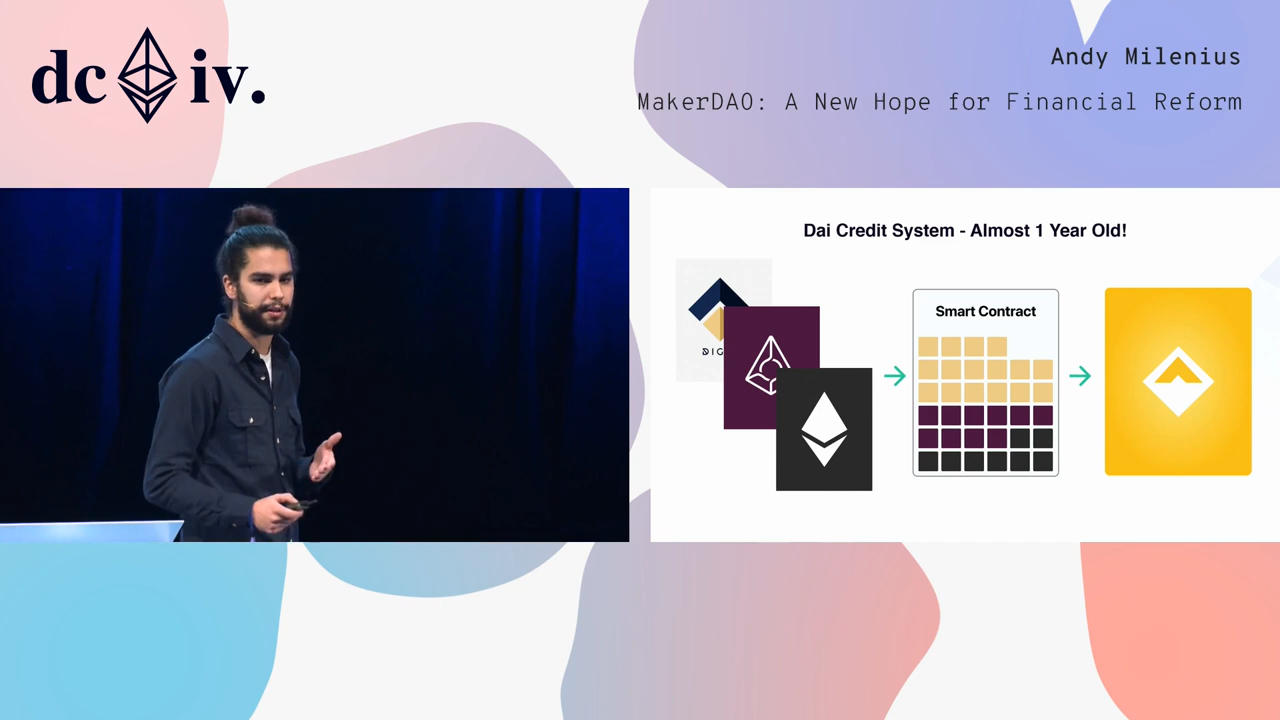 dc iv.
Andy Milenius
MakerDAO: A New Hope for Financial Reform
Dai Credit System - Almost 1 Year Old!
DIG
Smart Contract